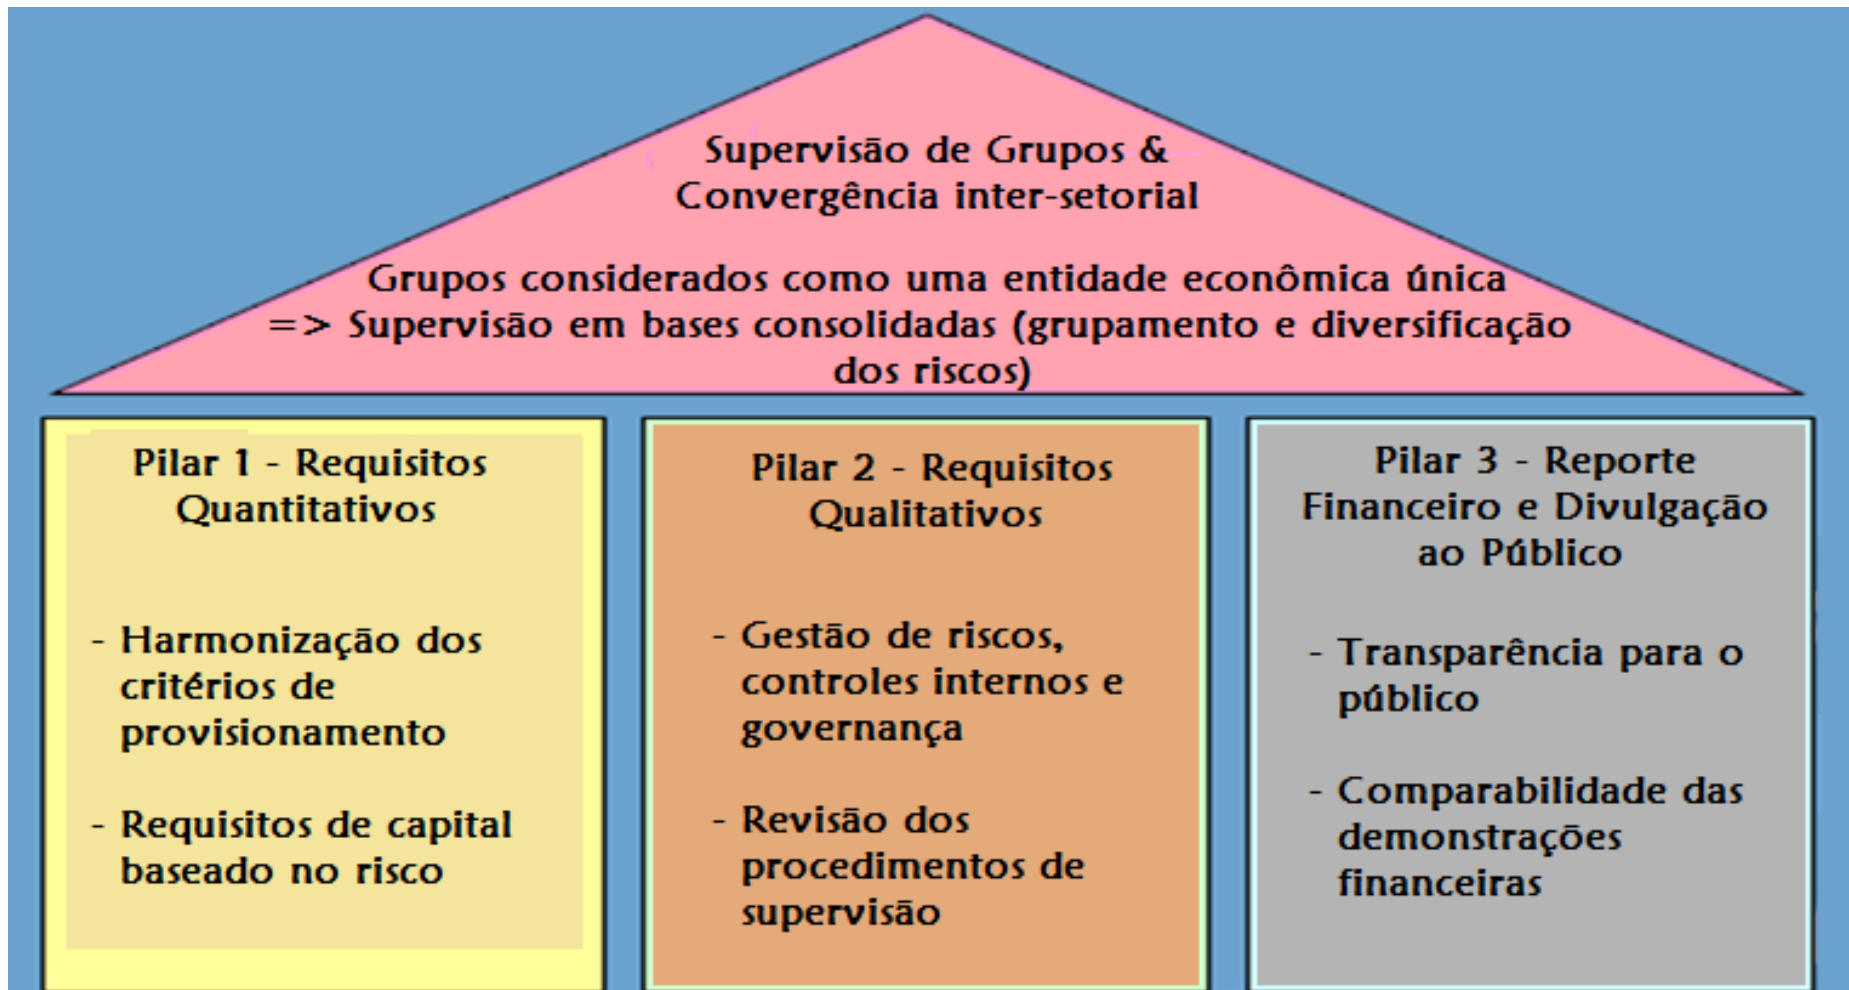 Supervisão de Grupos &
Convergência inter-setorial
Grupos considerados como uma entidade econômica única
=> Supervisão em bases consolidadas (grupamento e diversificação
dos riscos)
Pilar 1 - Requisitos
Quantitativos
- Harmonização dos
critérios de
provisionamento
- Requisitos de capital
baseado no risco
Pilar 2 - Requisitos
Qualitativos
- Gestão de riscos,
controles internos e
governança
- Revisão dos
procedimentos de
supervisão
Pilar 3 - Reporte
Financeiro e Divulgação
ao Público
- Transparência para o
público
- Comparabilidade das
demonstrações
financeiras